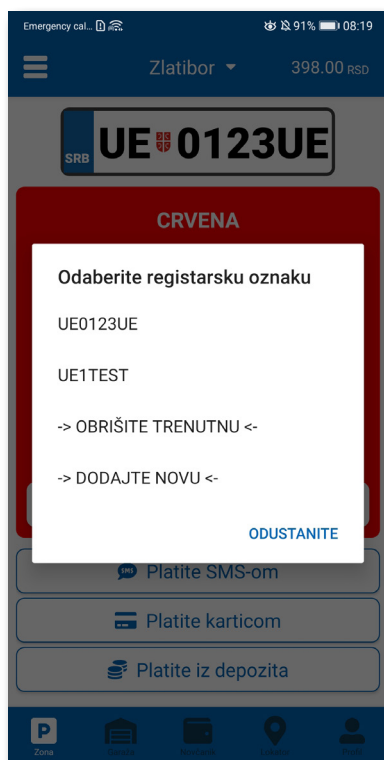 Emergency cal... 91% 08:19
Zlatibor 398.00 RSD
SRB UE 0123UE
CRVENA
Odaberite registarsku oznaku
UE0123UE
UE1TEST
-> OBRIŠITE TRENUTNU <-
-> DODAJTE NOVU <-
ODUSTANITE
SMS Platite SMS-om
Platite karticom
Platite iz depozita
P
Zona Profil